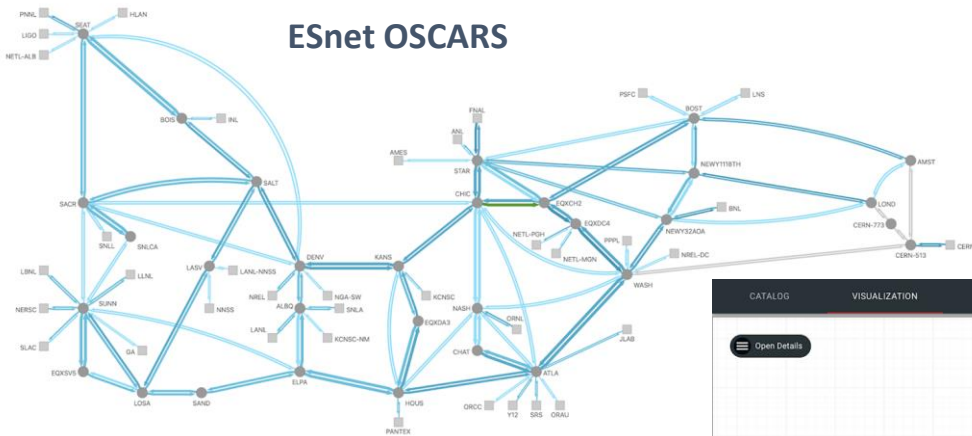 ESnet OSCARS
PNNL
HLAN
SEAT
LIGO
NETL-ALB
BOIS
INL
PSFC
LNS
BOST
FNAL
ANL
AMES
STAR
NEWY1118TH
AMST
SALT
CHIC
SACR
EQXCH2
LOND
BNL
EQXDC4
CERN-773
NETL-PGH
PPPL
NEWY32AOA
SNLL
SNLCA
CERN
NETL-MGN
NREL-DC
CERN-513
DENV
KANS
LASV
LANL-NNSS
LBNL
LLNL
WASH
NREL
NGA-SW
KCNSC
CATALOG
VISUALIZATION
NERSC
SUNN
NNSS
ALBQ
SNLA
NASH
ORNL
EQXDA3
LANL
KCNSC-NM
JLAB
SLAC
GA
CHAT
Open Details
EQXSV5
ELPA
ATLA
LOSA
SAND
HOUS
ORCC
Y12
SRS
ORAU
PANTEX